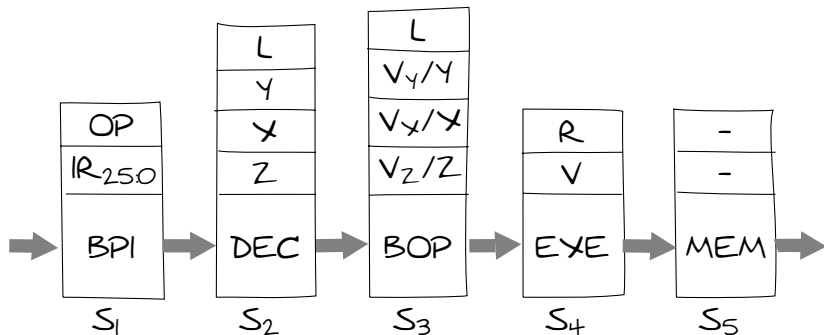 OP
IR25:0
BPI
S1
L
Y
X
Z
DEC
S2
L
VY/Y
VX/X
VZ/Z
BOP
S3
R
V
EXE
S4
-
-
MEM
S5